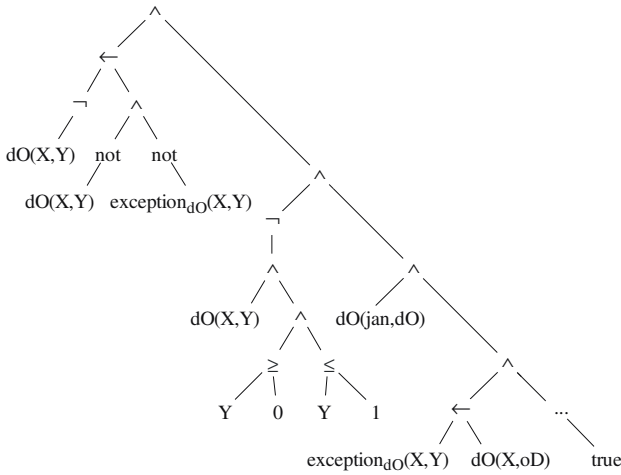 ∧
←
¬ ∧
dO(X,Y) not not
∧
dO(X,Y) exception_dO(X,Y)
¬
∧ ∧
dO(X,Y) ∧ dO(jan,dO)
≥ ≤ ∧
Y 0 Y 1 ← ...
exception_dO(X,Y) dO(X,oD) true